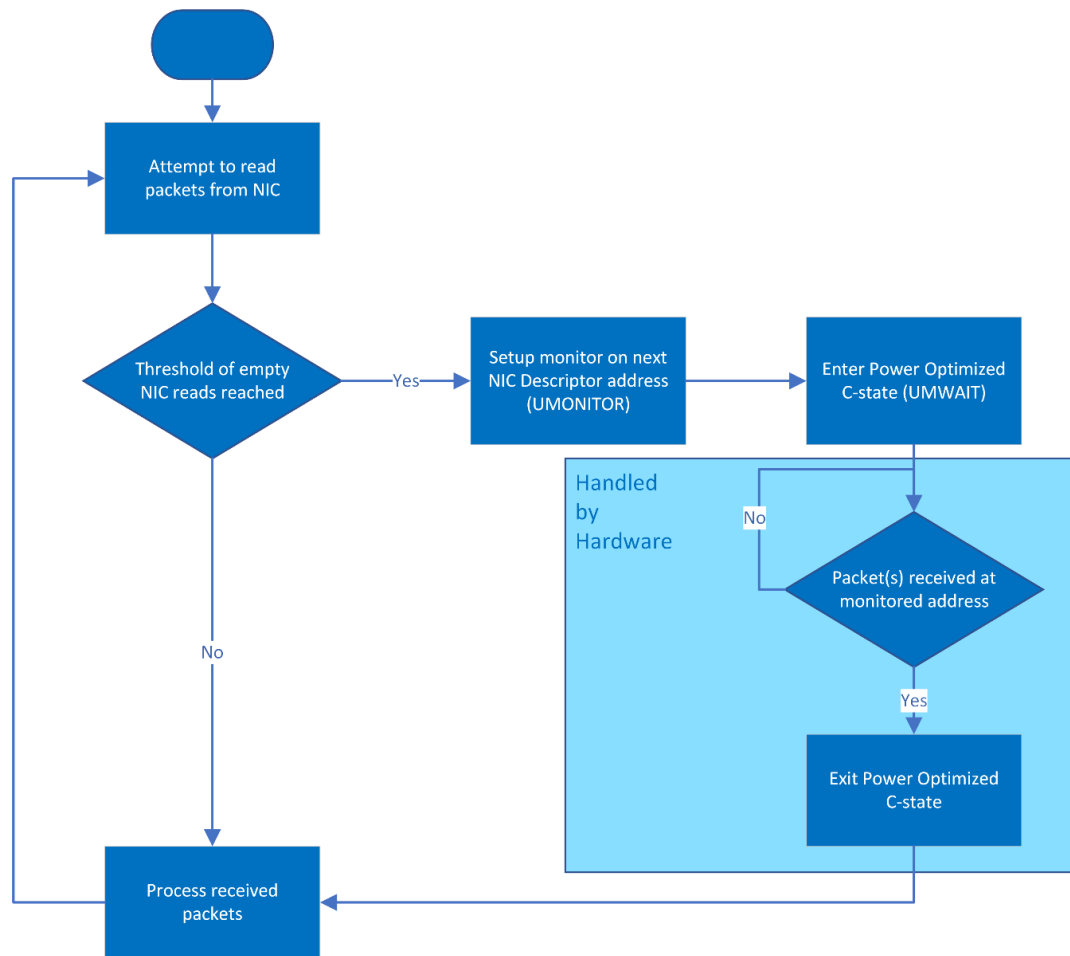 Attempt to read
packets from NIC
Threshold of empty
NIC reads reached
Yes
Setup monitor on next
NIC Descriptor address
(UMONITOR)
Enter Power Optimized
C-state (UMWAIT)
Handled
by
Hardware
No
Packet(s) received at
monitored address
No
Yes
Exit Power Optimized
C-state
Process received
packets